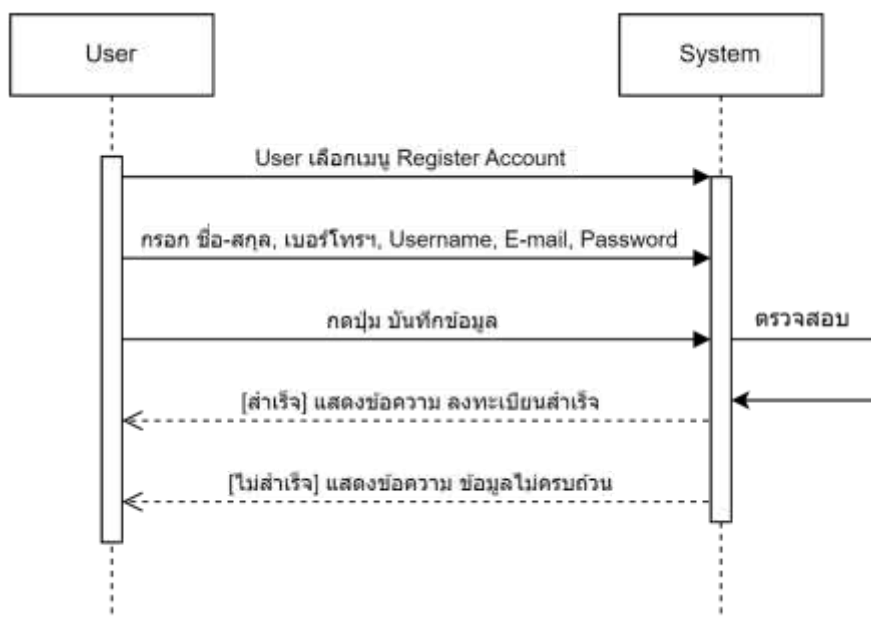 User
System
User เลือกเมนู Register Account
กรอก ชื่อ-สกุล, เบอร์โทรฯ, Username, E-mail, Password
กดปุ่ม บันทึกข้อมูล
ตรวจสอบ
[สำเร็จ] แสดงข้อความ ลงทะเบียนสำเร็จ
[ไม่สำเร็จ] แสดงข้อความ ข้อมูลไม่ครบถ้วน